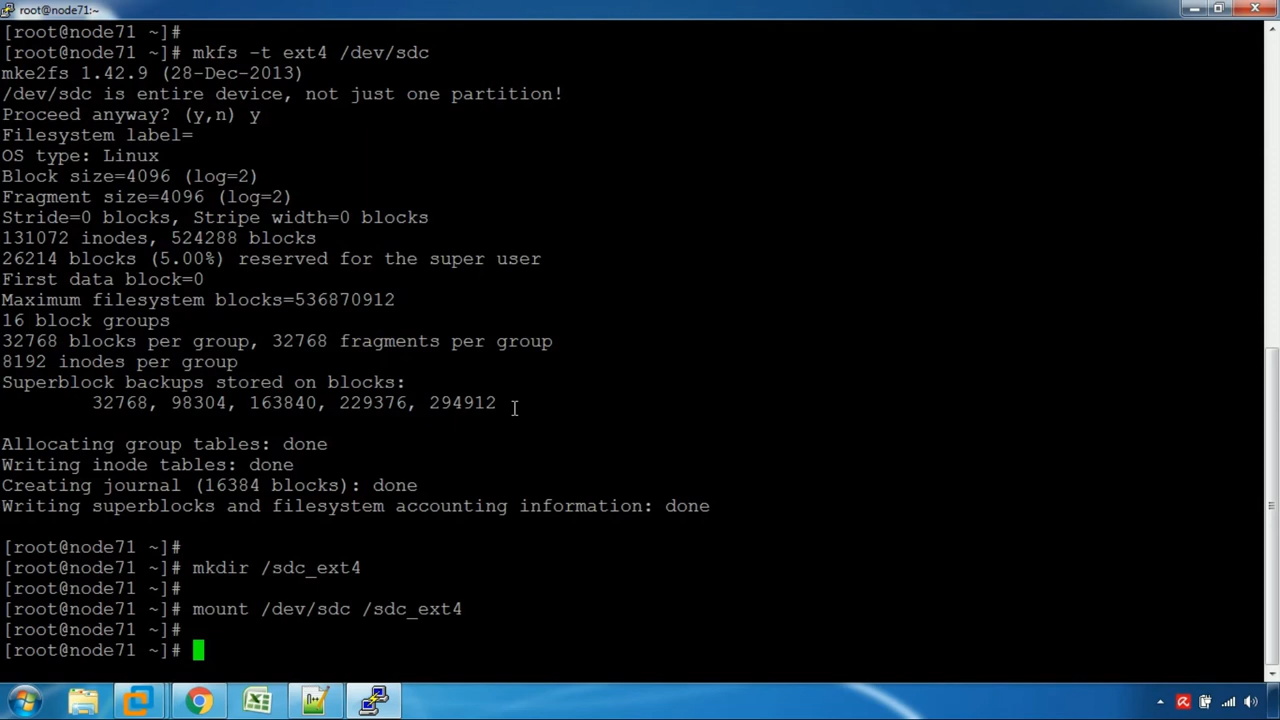 root@node71:~
[root@node71 ~]#
[root@node71 ~]# mkfs -t ext4 /dev/sdc
mke2fs 1.42.9 (28-Dec-2013)
/dev/sdc is entire device, not just one partition!
Proceed anyway? (y,n) y
Filesystem label=
OS type: Linux
Block size=4096 (log=2)
Fragment size=4096 (log=2)
Stride=0 blocks, Stripe width=0 blocks
131072 inodes, 524288 blocks
26214 blocks (5.00%) reserved for the super user
First data block=0
Maximum filesystem blocks=536870912
16 block groups
32768 blocks per group, 32768 fragments per group
8192 inodes per group
Superblock backups stored on blocks:
        32768, 98304, 163840, 229376, 294912

Allocating group tables: done
Writing inode tables: done
Creating journal (16384 blocks): done
Writing superblocks and filesystem accounting information: done

[root@node71 ~]#
[root@node71 ~]# mkdir /sdc_ext4
[root@node71 ~]#
[root@node71 ~]# mount /dev/sdc /sdc_ext4
[root@node71 ~]#
[root@node71 ~]#